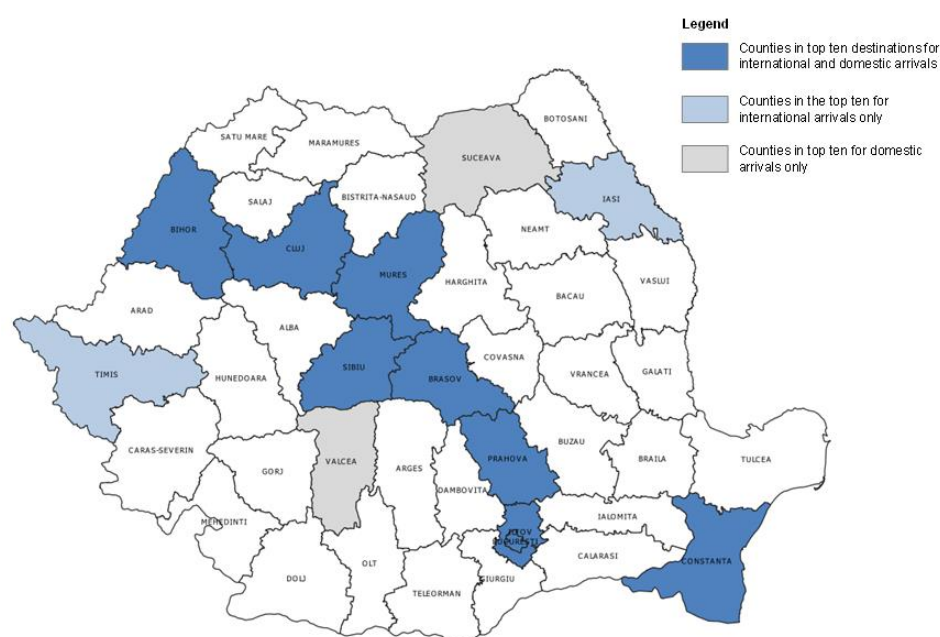 Legend
Counties in top ten destinations for
international and domestic arrivals
Counties in the top ten for
international arrivals only
Counties in top ten for domestic
arrivals only
BOTOSANI
SATU MARE
MARAMURES
SUCEAVA
SALAJ
BISTRITA-NASAUD
IASI
BIHOR
CLUJ
NEAMT
MURES
HARGHITA
VASLUI
BACAU
ARAD
ALBA
TIMIS
HUNEDOARA
SIBIU
BRASOV
COVASNA
VRANCEA
GALATI
CARAS-SEVERIN
GORJ
VALCEA
ARGES
PRAHOVA
BUZAU
BRAILA
TULCEA
DAMBOVITA
MEHEDINTI
IALOMITA
ILFOV
BUCURESTI
CALARASI
CONSTANTA
DOLJ
OLT
TELEORMAN
GIURGIU